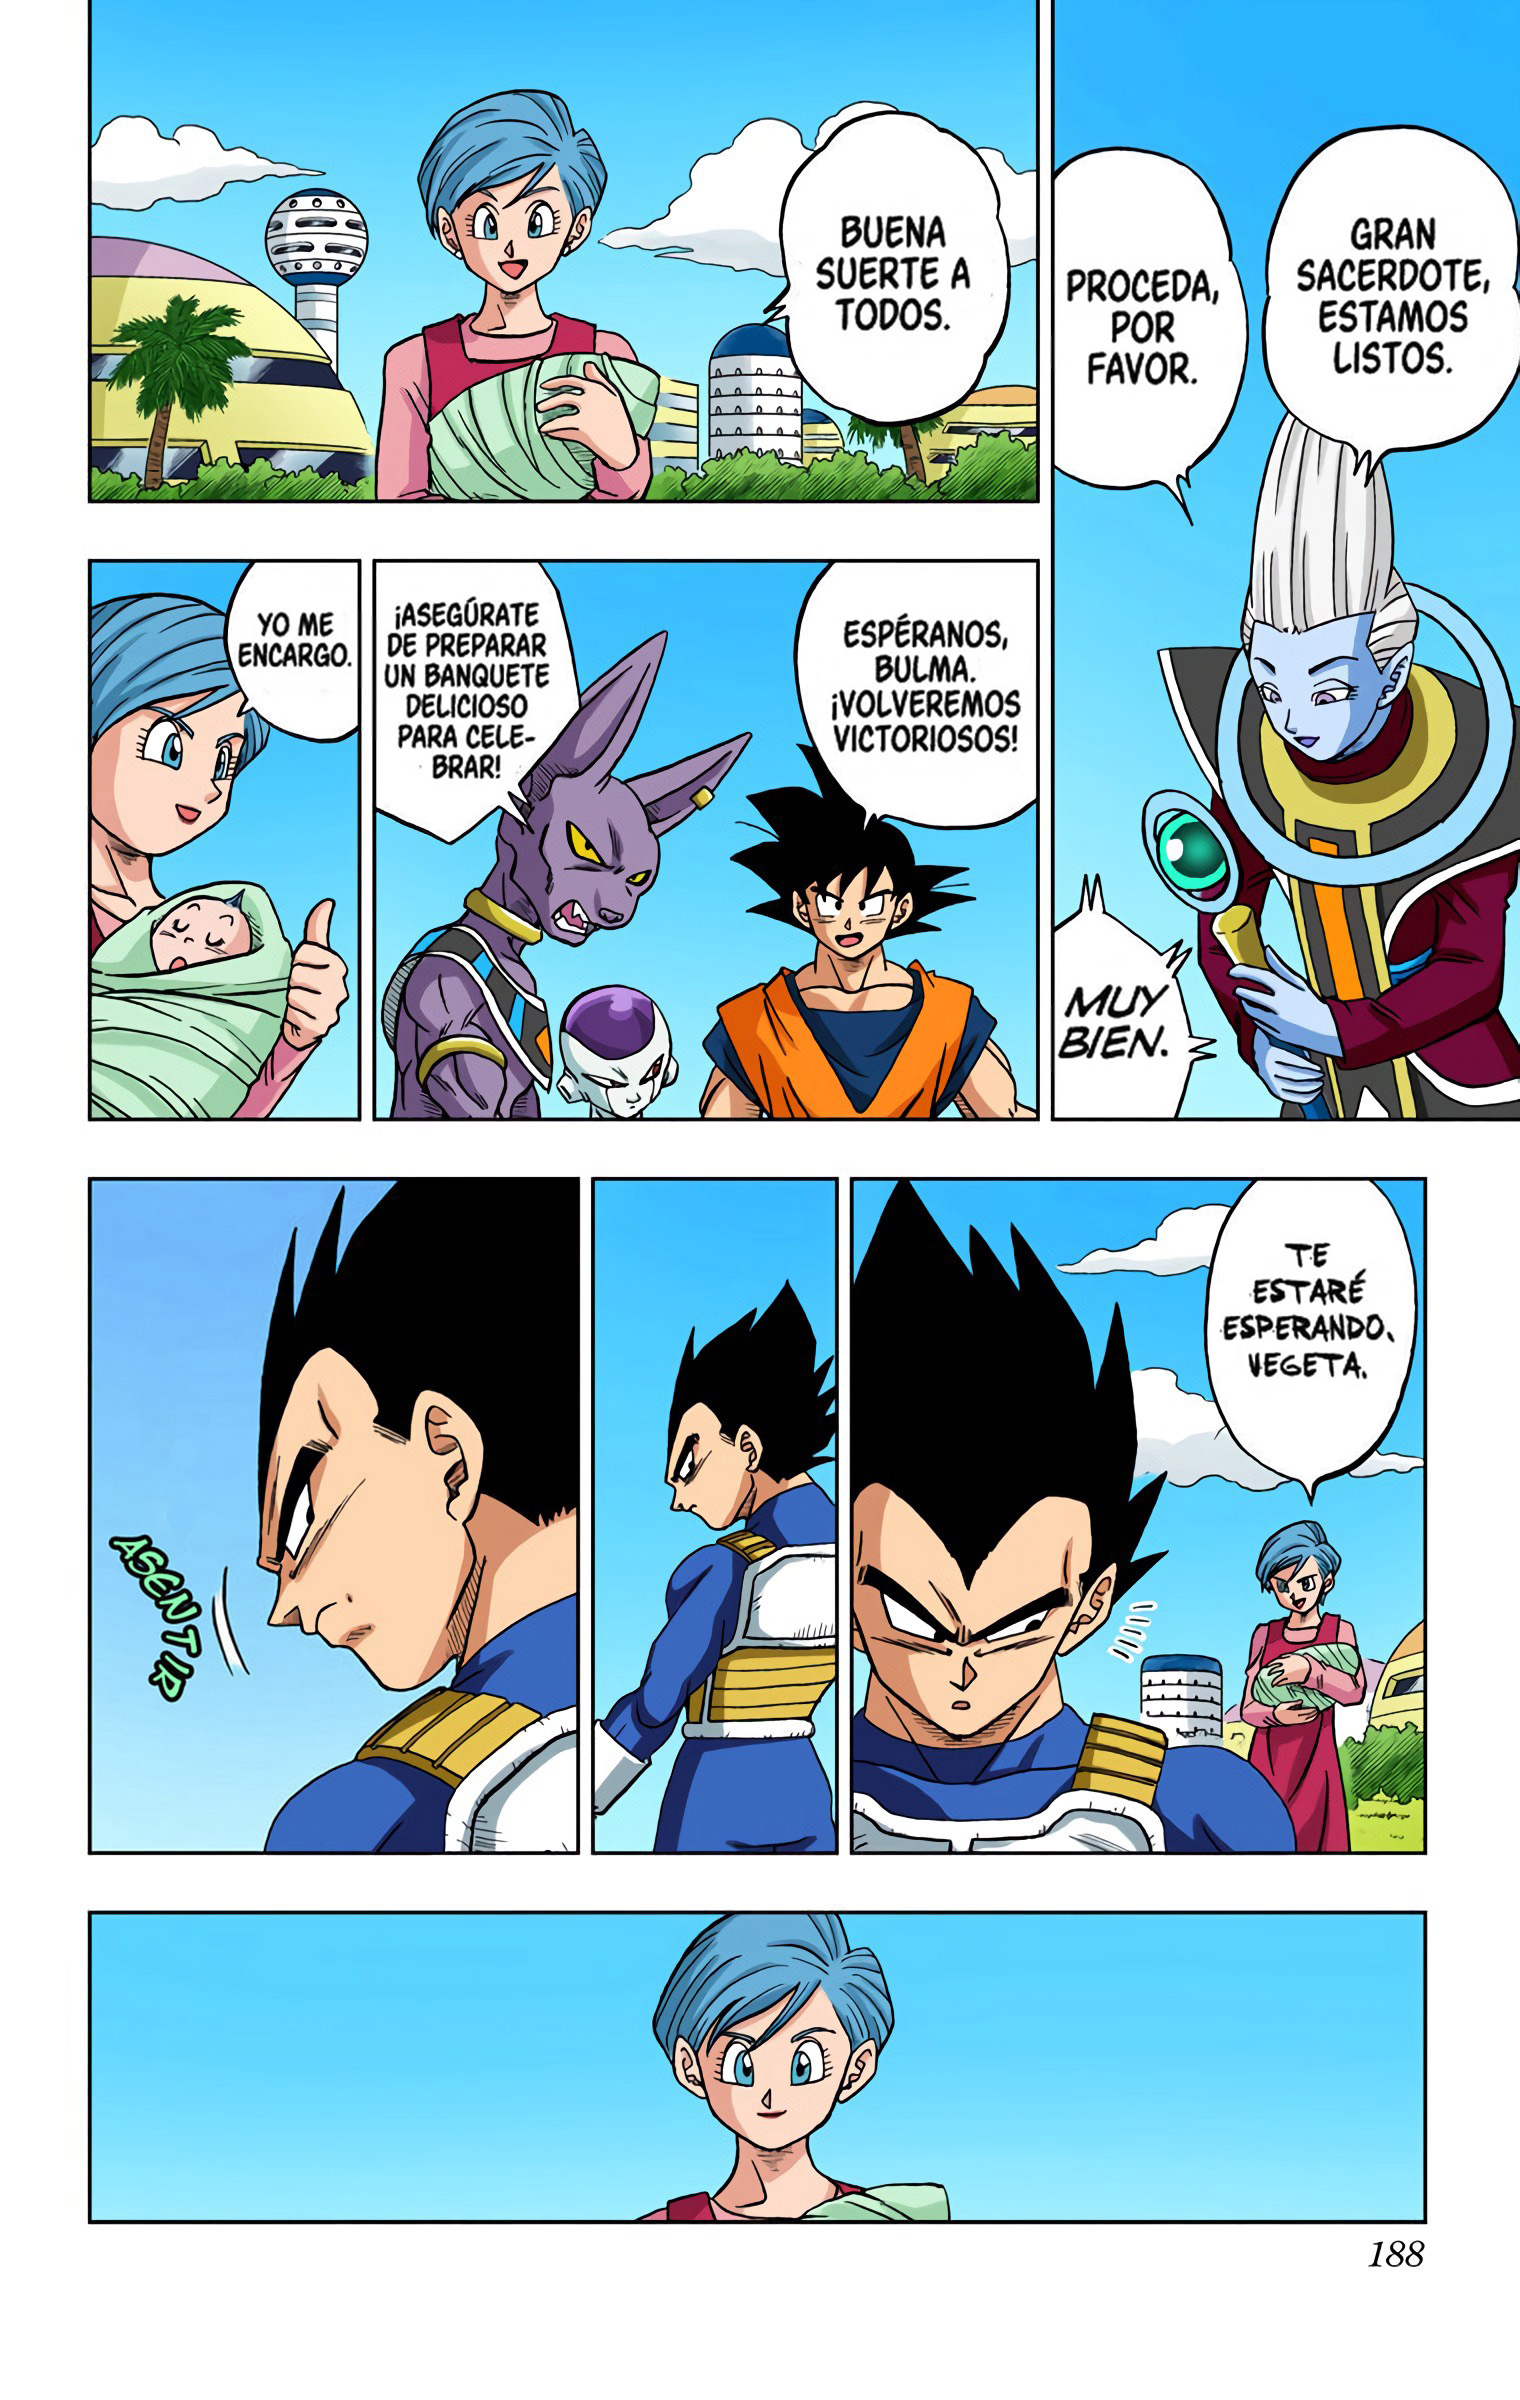 GRAN
SACERDOTE,
ESTAMOS
LISTOS.
PROCEDA,
POR
FAVOR.
MUY
BIEN.
BUENA
SUERTE A
TODOS.
ESPÉRANOS,
BULMA.
¡VOLVEREMOS
VICTORIOSOS!
¡ASEGÚRATE
DE PREPARAR
UN BANQUETE
DELICIOSO
PARA CELE-
BRAR!
YO ME
ENCARGO.
TE
ESTARÉ
ESPERANDO,
VEGETA.
ASENTIR
188